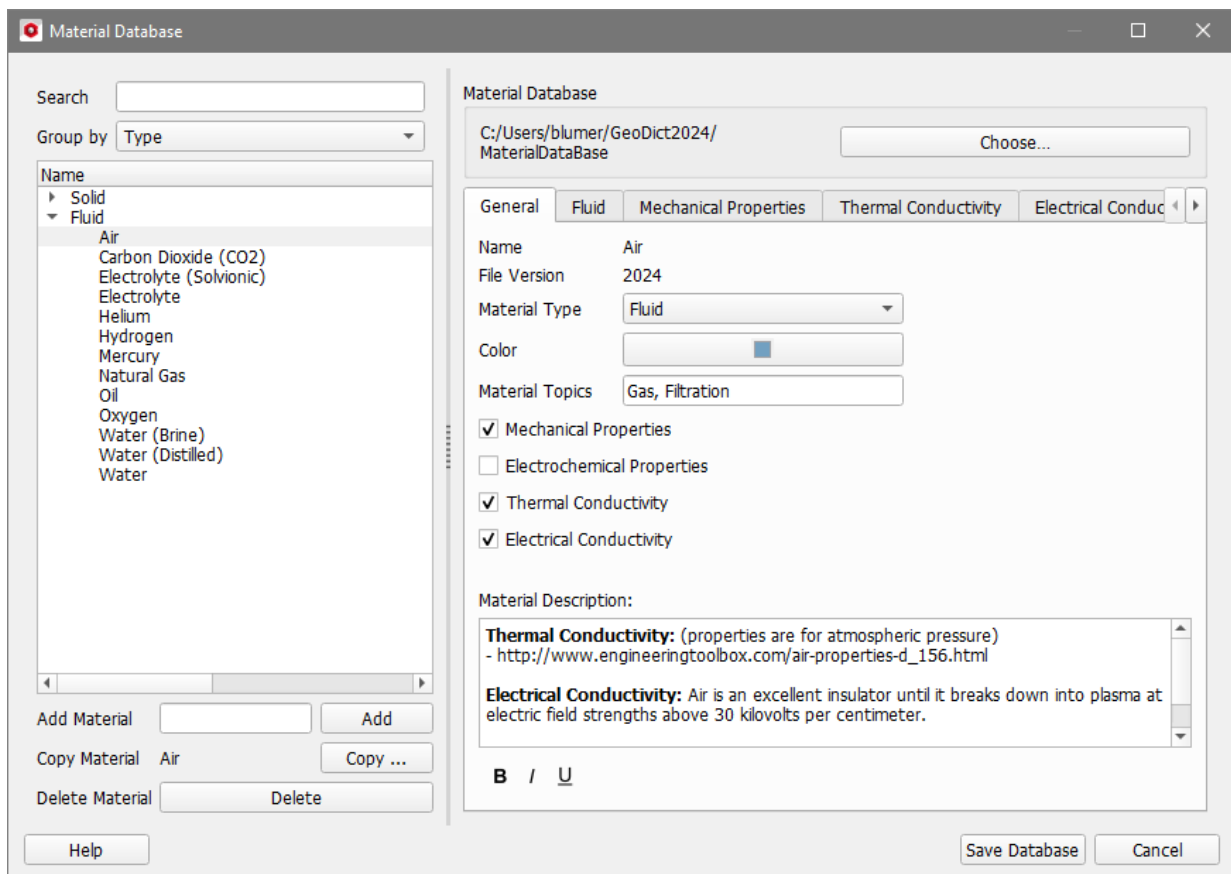 Material Database
Search
Group by Type
Name
Solid
Fluid
Air
Carbon Dioxide (CO2)
Electrolyte (Solvionic)
Electrolyte
Helium
Hydrogen
Mercury
Natural Gas
Oil
Oxygen
Water (Brine)
Water (Distilled)
Water
Add Material Add
Copy Material Air Copy ...
Delete Material Delete
Help
Material Database
C:/Users/blumer/GeoDict2024/
MaterialDataBase
Choose...
General Fluid Mechanical Properties Thermal Conductivity Electrical Conduc
Name Air
File Version 2024
Material Type Fluid
Color
Material Topics Gas, Filtration
Mechanical Properties
Electrochemical Properties
Thermal Conductivity
Electrical Conductivity
Material Description:
Thermal Conductivity: (properties are for atmospheric pressure)
- http://www.engineeringtoolbox.com/air-properties-d_156.html
Electrical Conductivity: Air is an excellent insulator until it breaks down into plasma at
electric field strengths above 30 kilovolts per centimeter.
B I U
Save Database Cancel